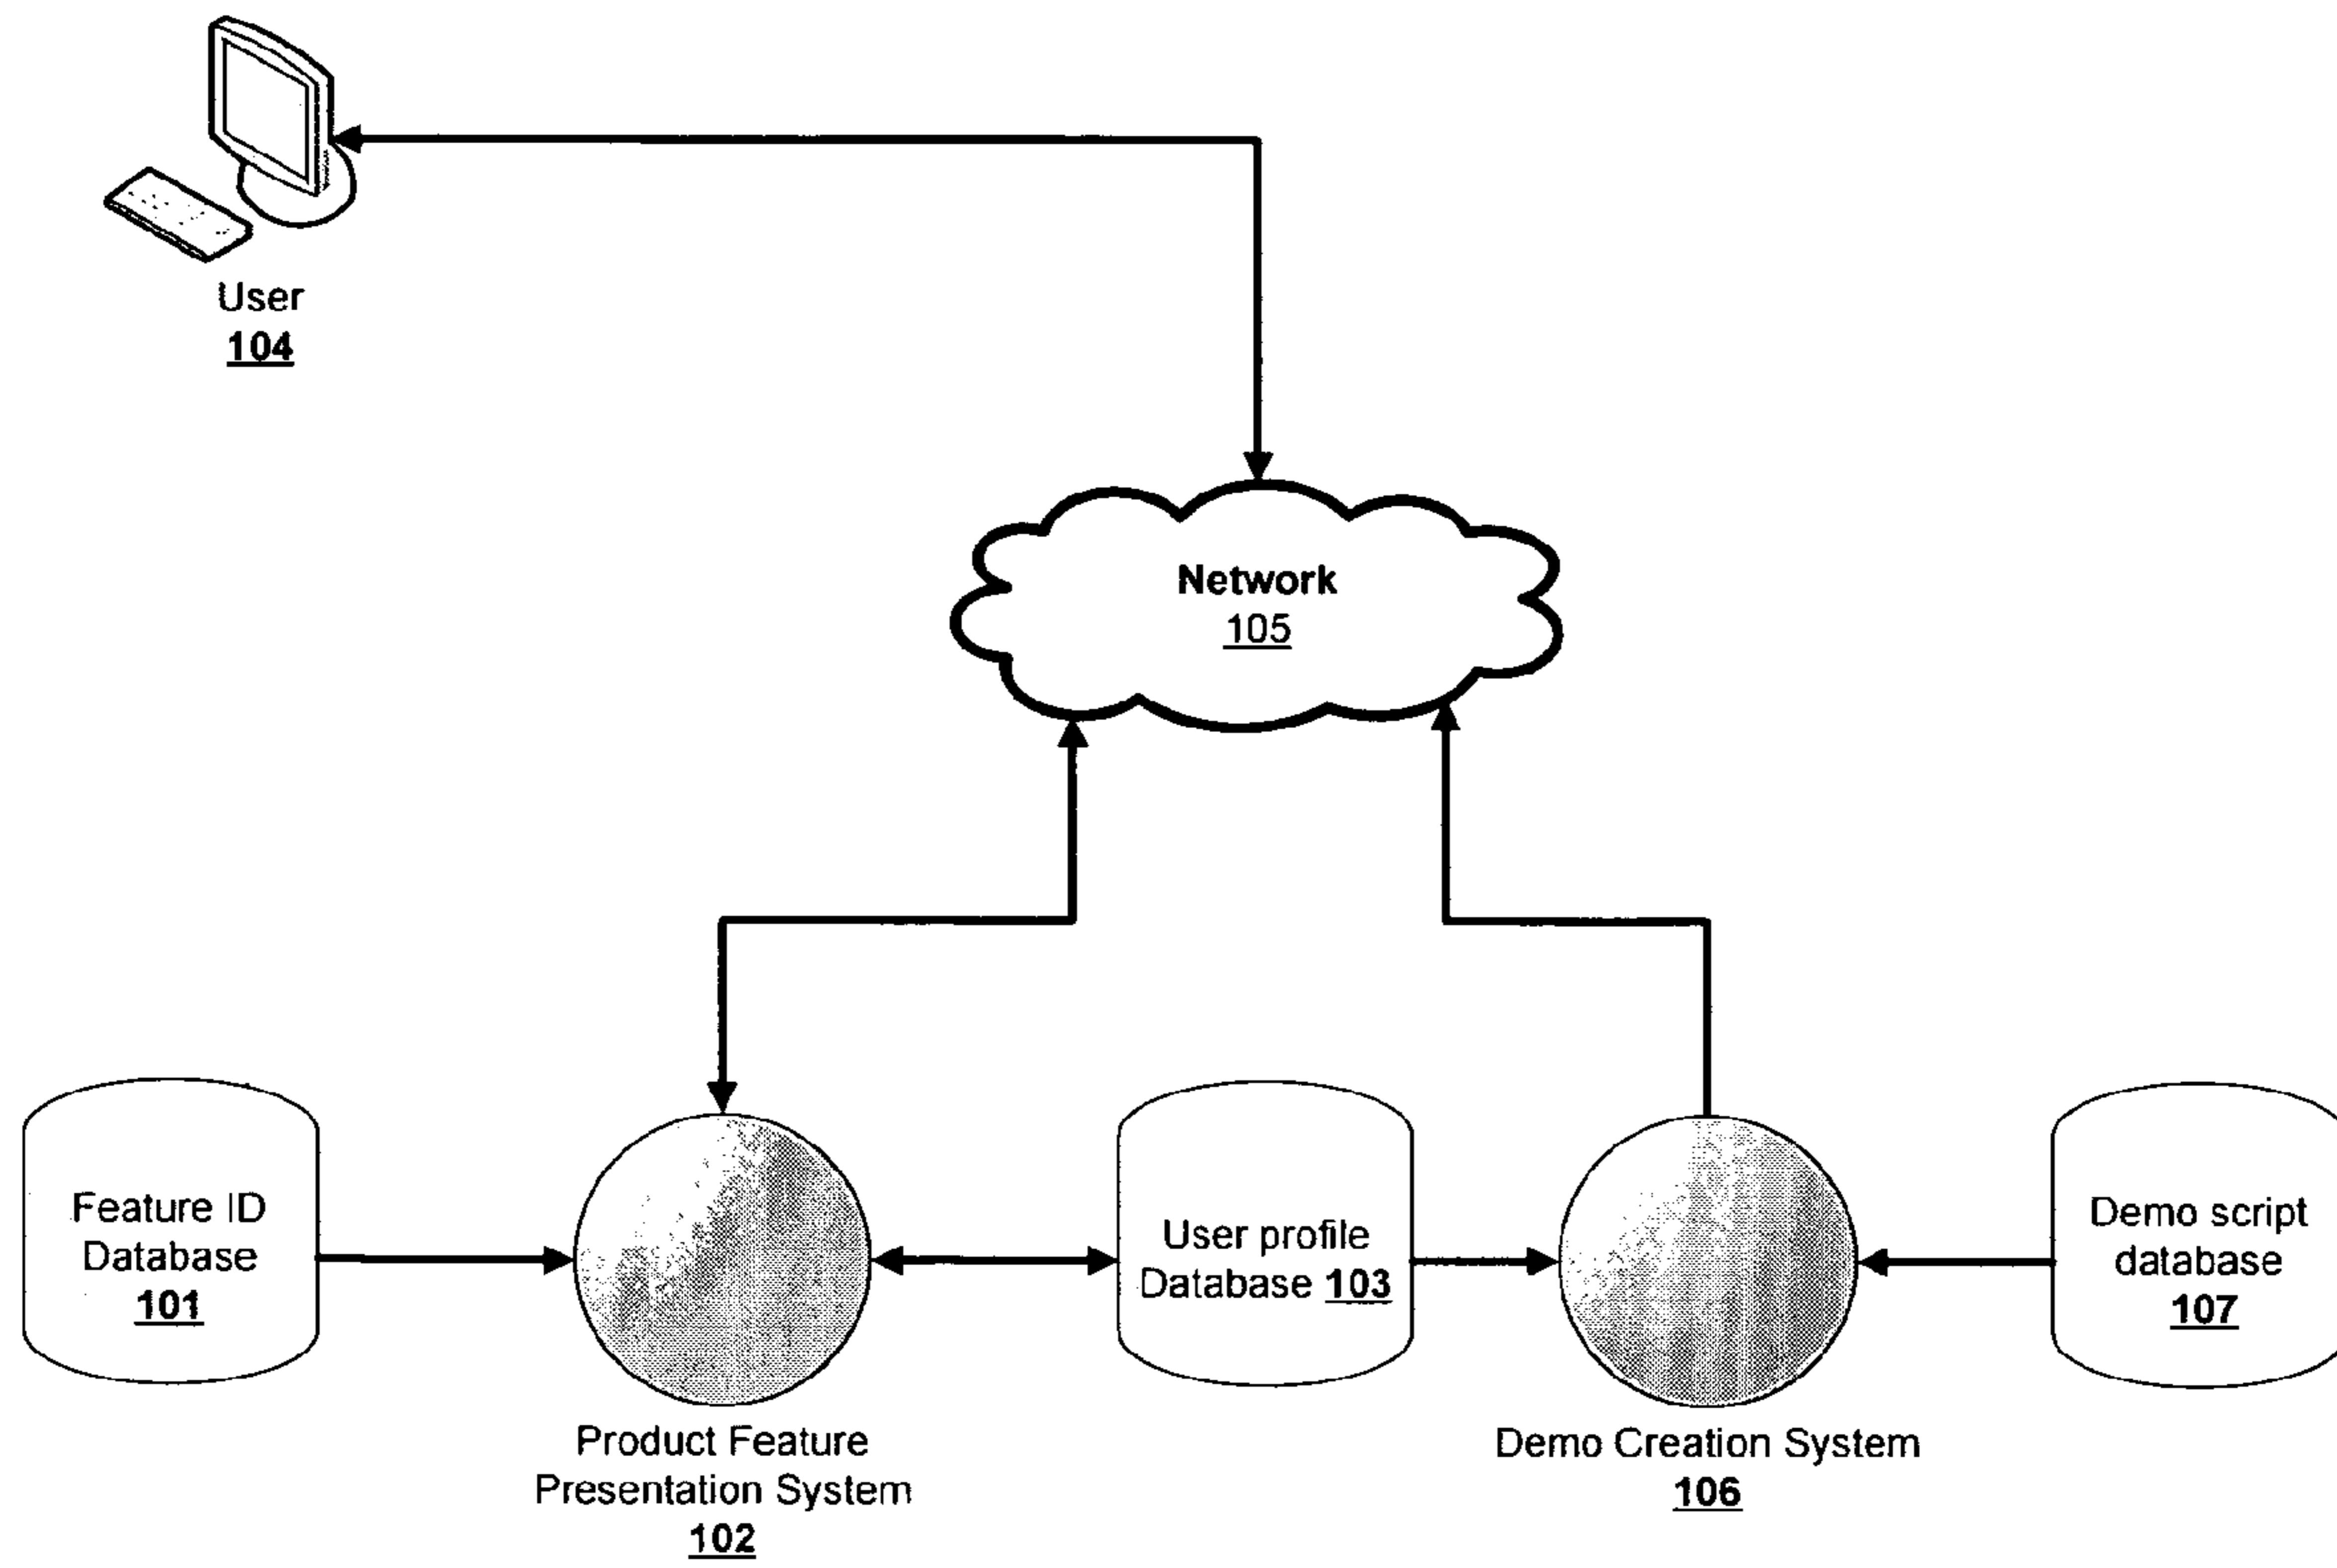 User
104
Network
105
Feature ID
Database
101
User profile
Database 103
Demo script
database
107
Product Feature
Presentation System
102
Demo Creation System
106